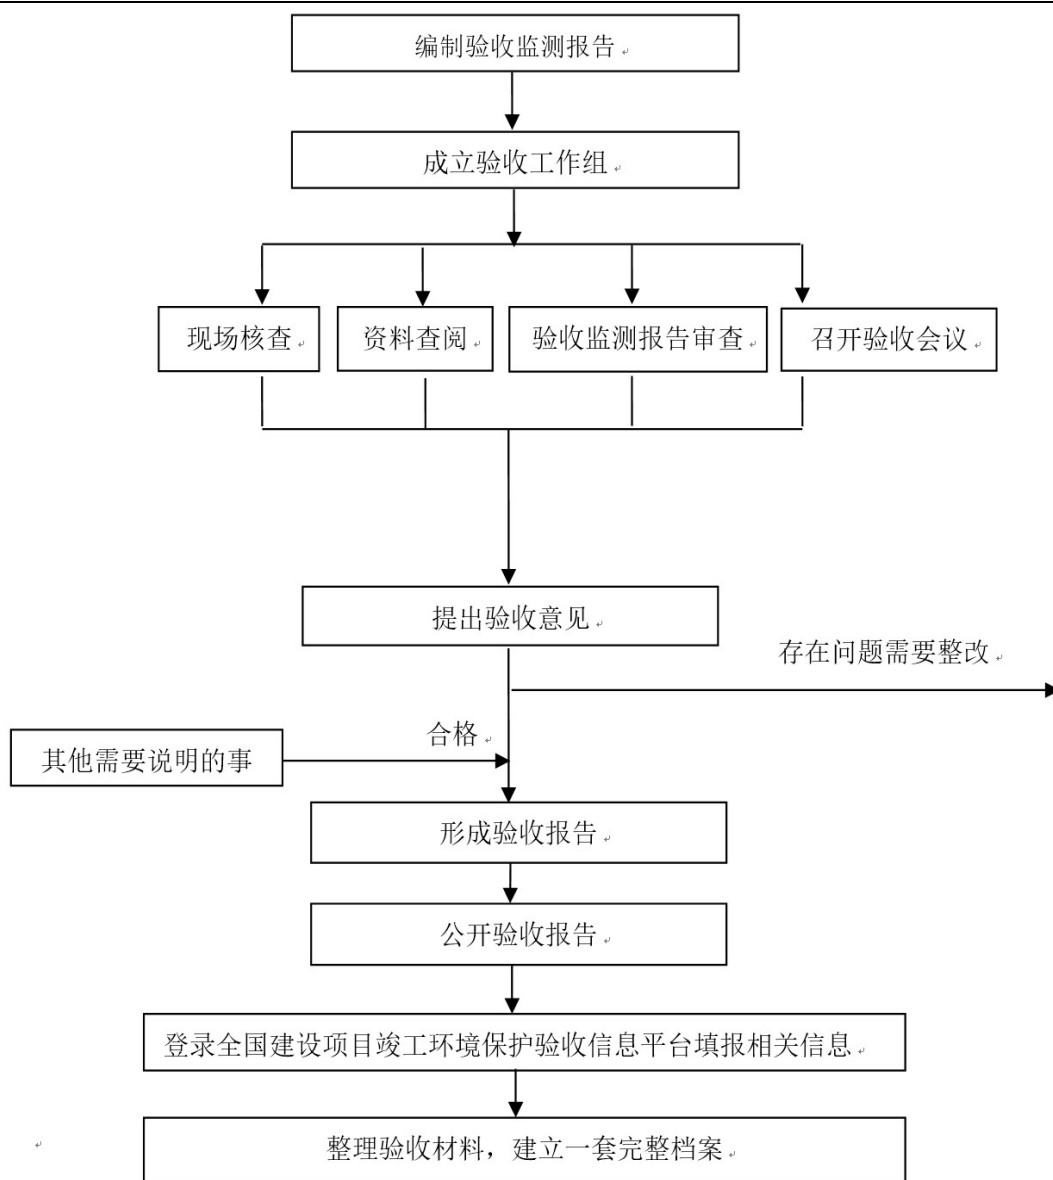 编制验收监测报告
成立验收工作组
现场核查
资料查阅
验收监测报告审查
召开验收会议
提出验收意见
存在问题需要整改
合格
其他需要说明的事
形成验收报告
公开验收报告
登录全国建设项目竣工环境保护验收信息平台填报相关信息
整理验收材料，建立一套完整档案